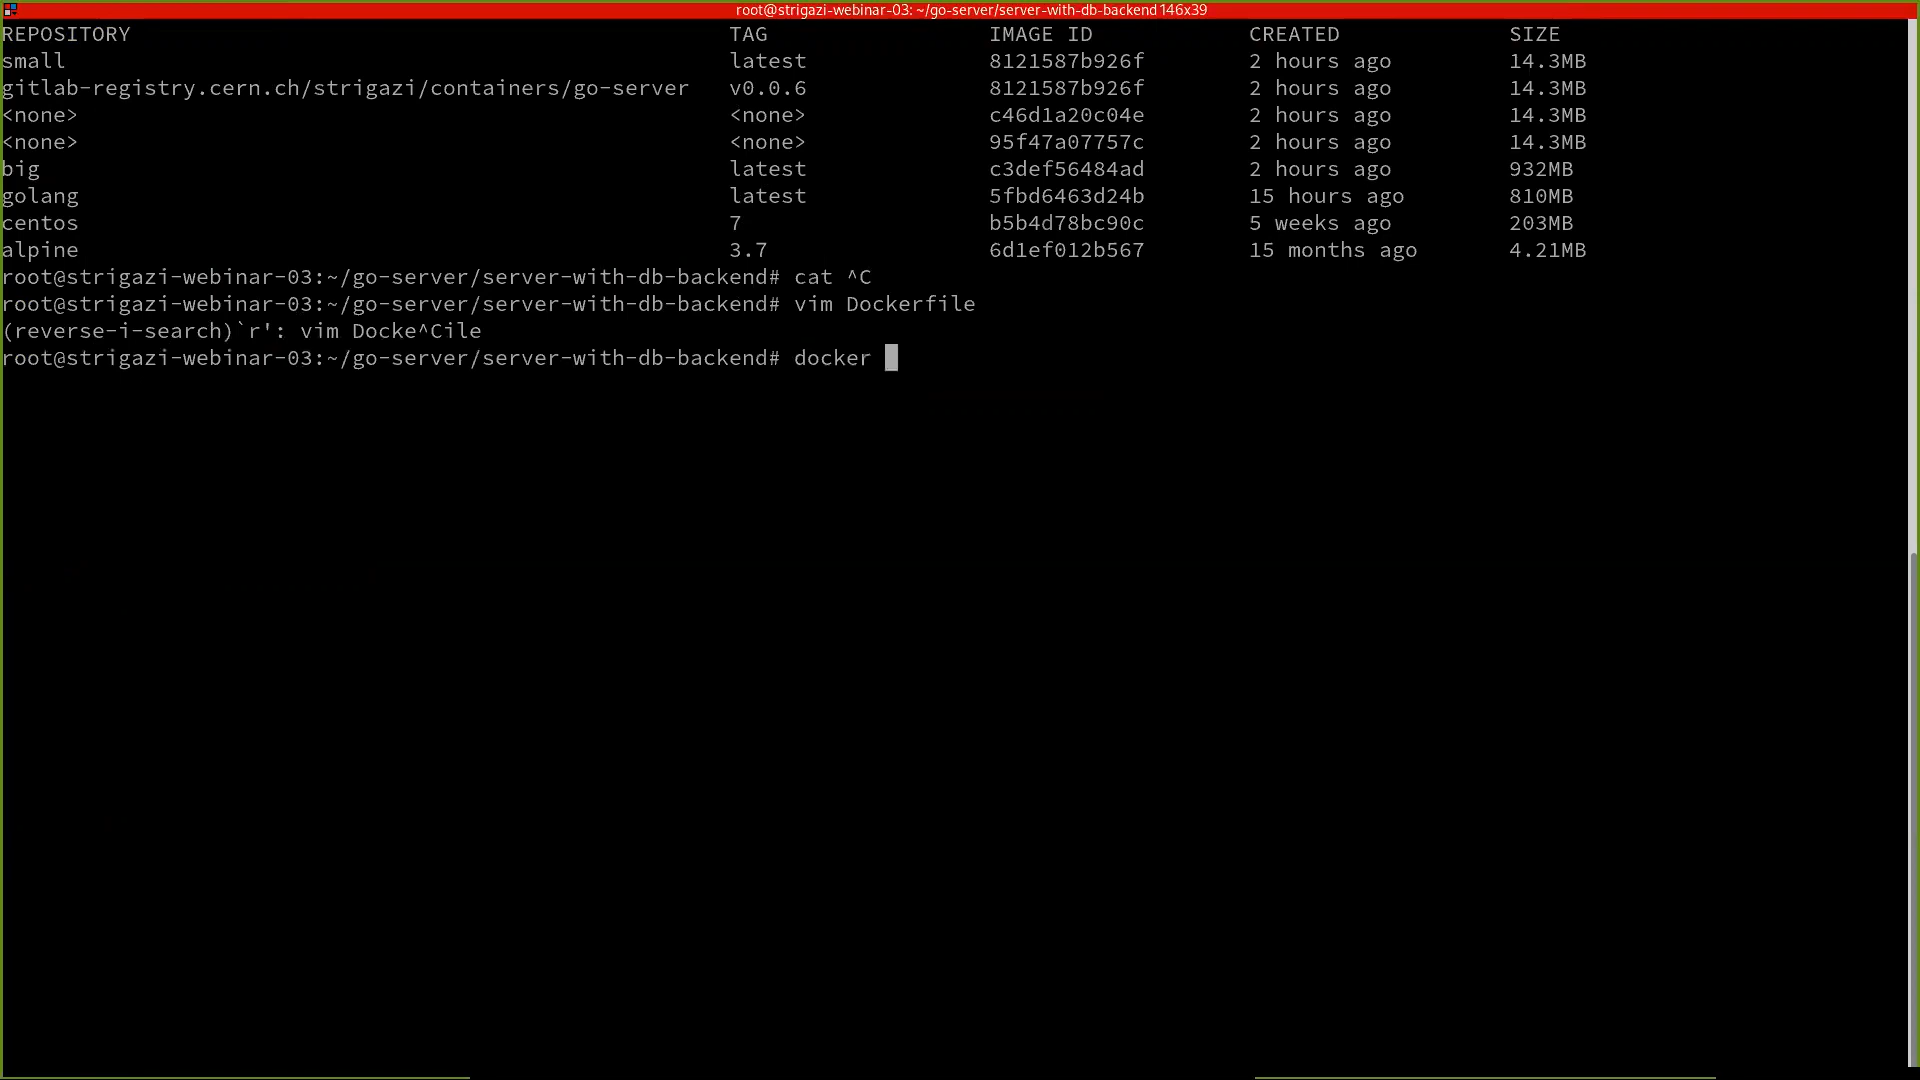 root@strigazi-webinar-03: ~/go-server/server-with-db-backend 146x39
REPOSITORY TAG IMAGE ID CREATED SIZE
small latest 8121587b926f 2 hours ago 14.3MB
gitlab-registry.cern.ch/strigazi/containers/go-server v0.0.6 8121587b926f 2 hours ago 14.3MB
<none> <none> c46d1a20c04e 2 hours ago 14.3MB
<none> <none> 95f47a07757c 2 hours ago 14.3MB
big latest c3def56484ad 2 hours ago 932MB
golang latest 5fbd6463d24b 15 hours ago 810MB
centos 7 b5b4d78bc90c 5 weeks ago 203MB
alpine 3.7 6d1ef012b567 15 months ago 4.21MB
root@strigazi-webinar-03:~/go-server/server-with-db-backend# cat ^C
root@strigazi-webinar-03:~/go-server/server-with-db-backend# vim Dockerfile
(reverse-i-search)`r': vim Docke^Cile
root@strigazi-webinar-03:~/go-server/server-with-db-backend# docker